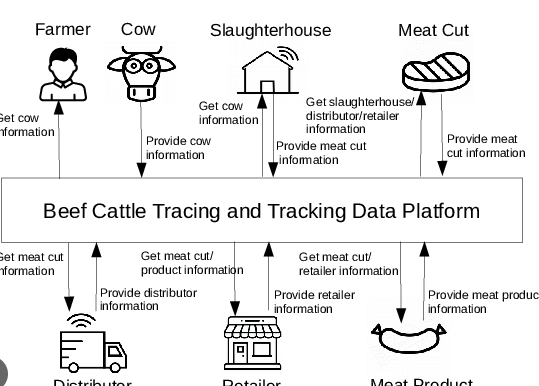 Farmer
Cow
Slaughterhouse
Meat Cut
Get cow
information
Provide cow
information
Get cow
information
Provide meat cut
information
Get slaughterhouse/
distributor/retailer
information
Provide meat
cut information
Beef Cattle Tracing and Tracking Data Platform
Get meat cut
information
Provide distributor
information
Get meat cut/
product information
Provide retailer
information
Get meat cut/
retailer information
Provide meat produc
information
Distributor
Retailer
Meat Product